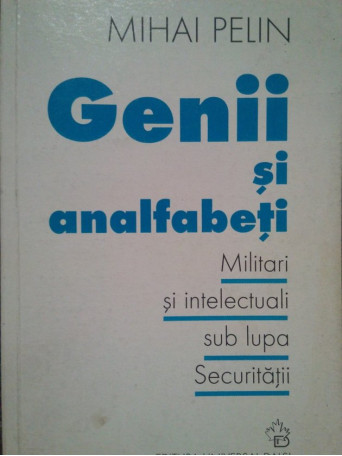 MIHAI PELIN
Genii
și
analfabeți
Militari
și intelectuali
sub lupa
Securității